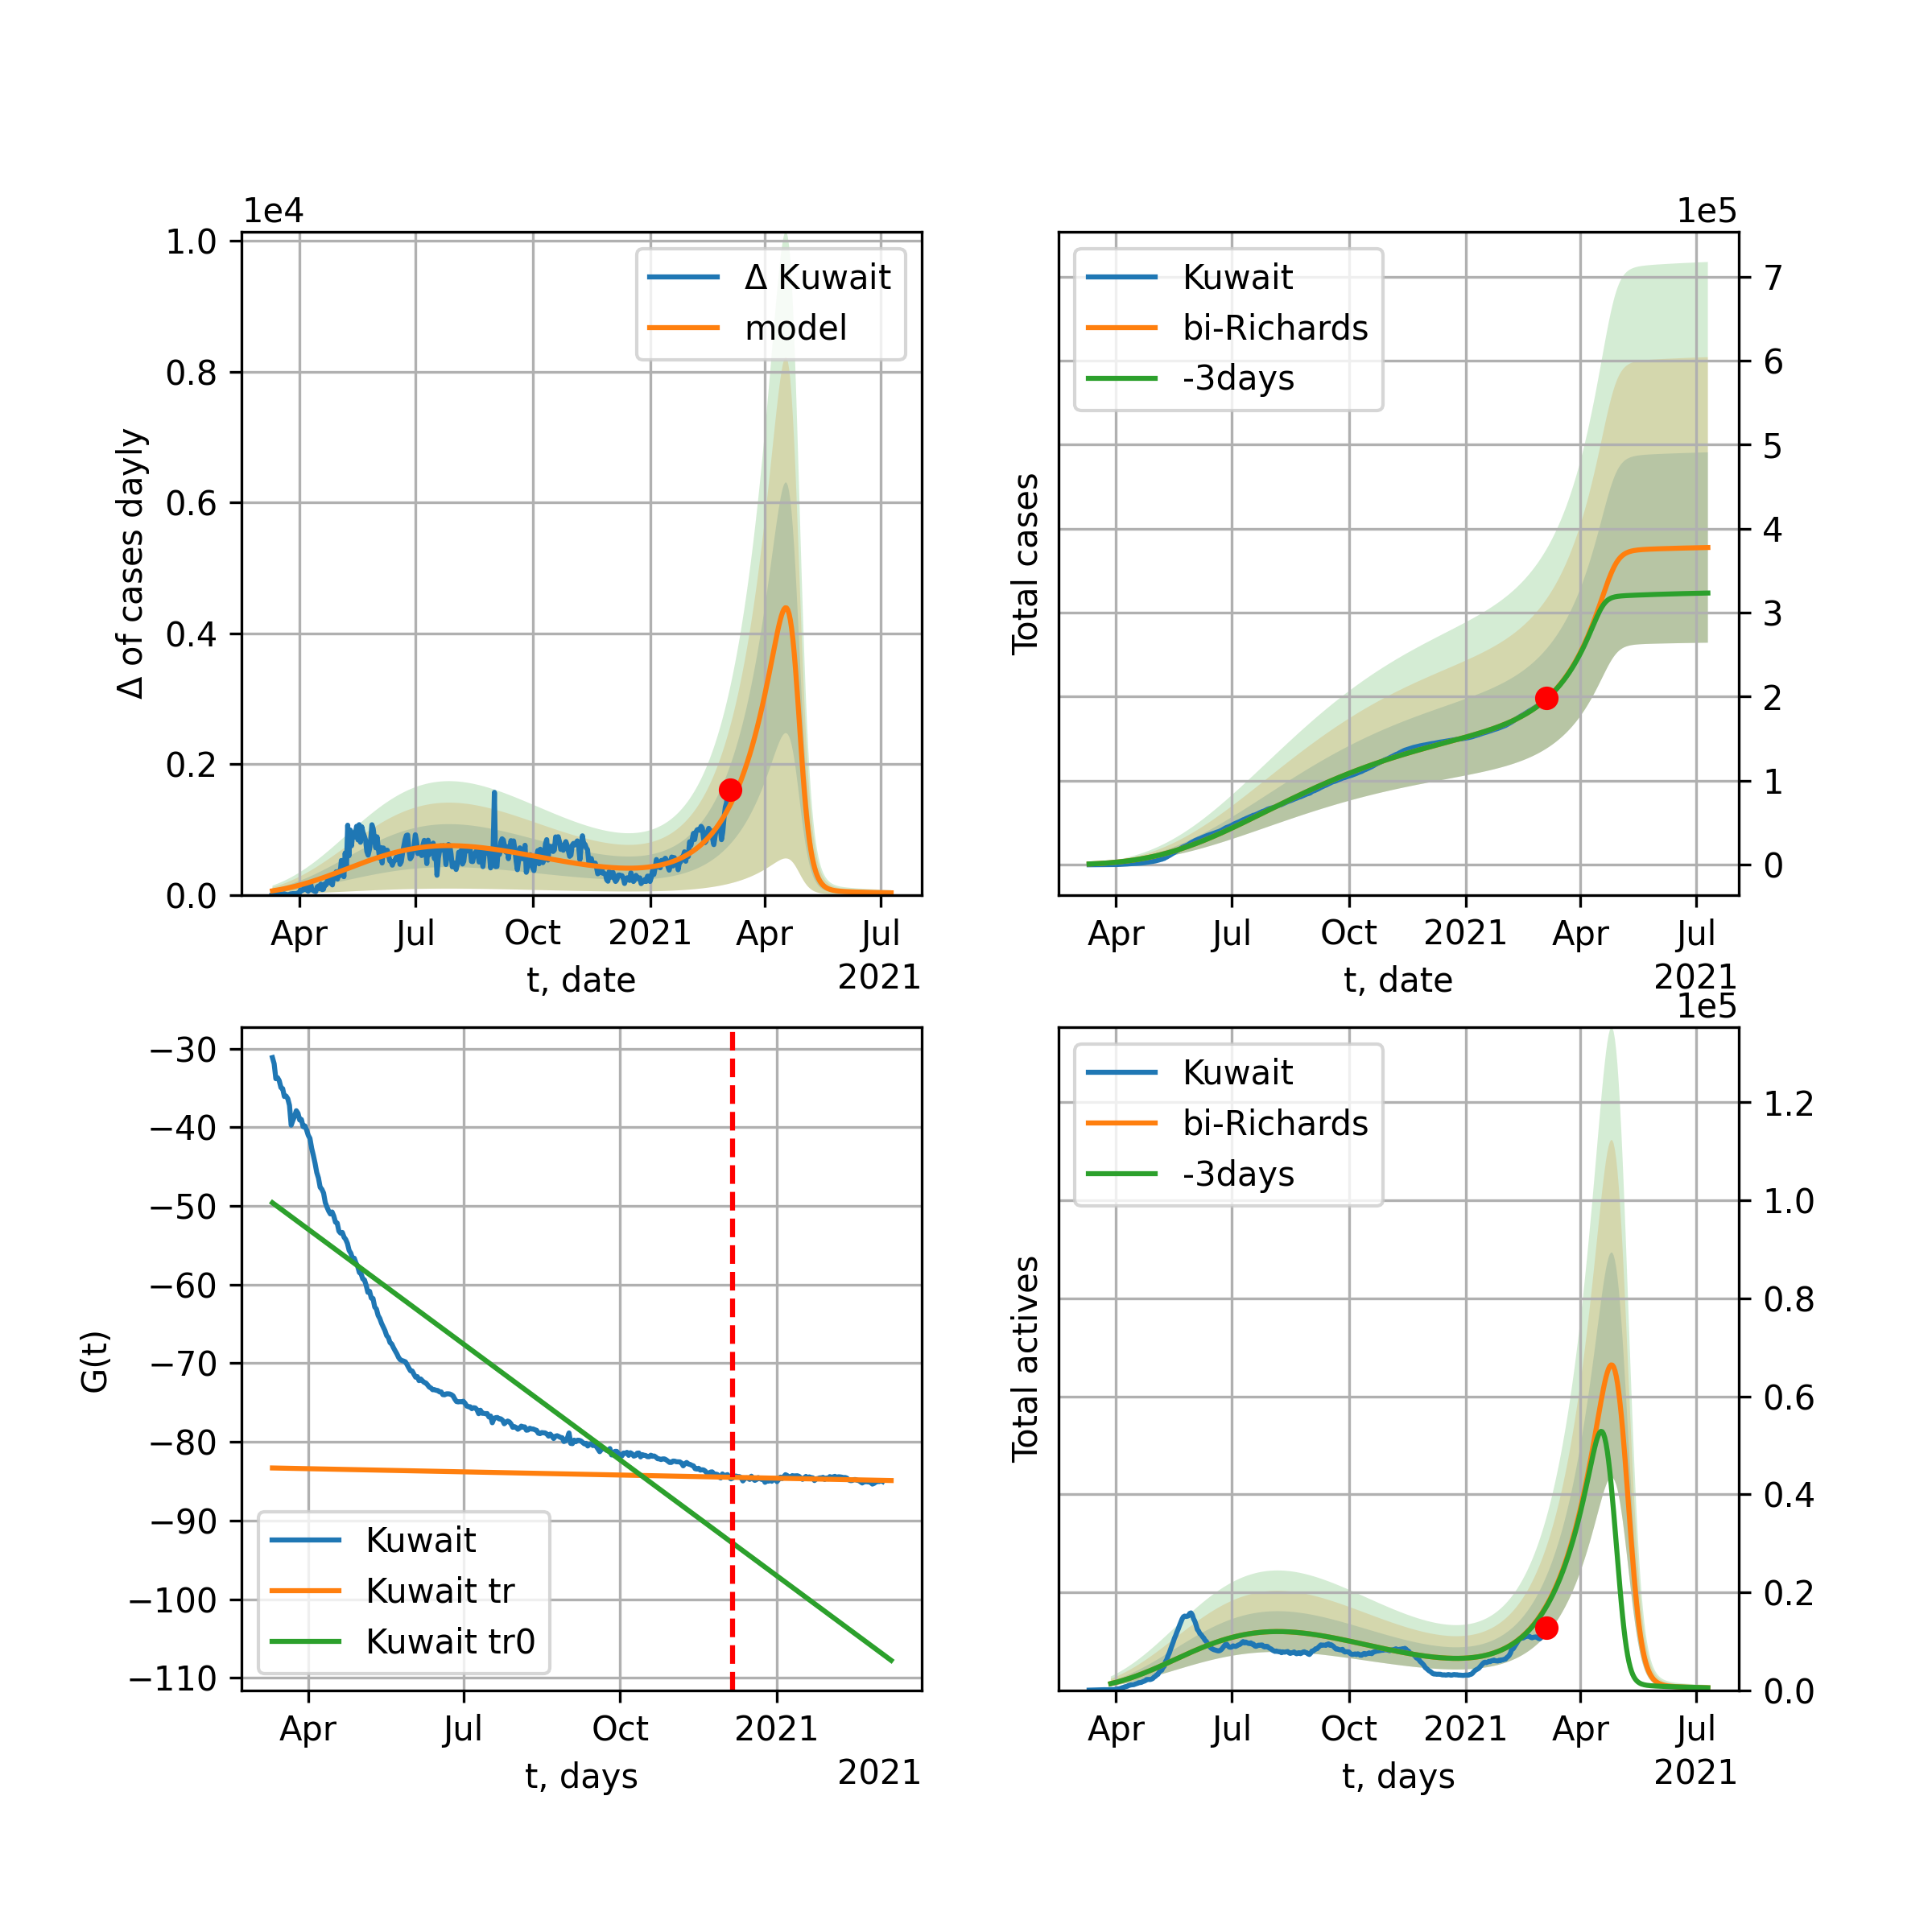 1e4
1.0
0.8
0.6
0.4
0.2
0.0
Δ of cases dayly
Δ Kuwait
model
Apr Jul Oct 2021 Apr Jul
t, date
2021
1e5
Total cases
Kuwait
bi-Richards
-3days
7
6
5
4
3
2
1
0
Apr Jul Oct 2021 Apr Jul
t, date
2021
−30
−40
−50
−60
−70
−80
−90
−100
−110
G(t)
Kuwait
Kuwait tr
Kuwait tr0
Apr Jul Oct 2021
t, days
2021
1e5
Total actives
Kuwait
bi-Richards
-3days
1.2
1.0
0.8
0.6
0.4
0.2
0.0
Apr Jul Oct 2021 Apr Jul
t, days
2021